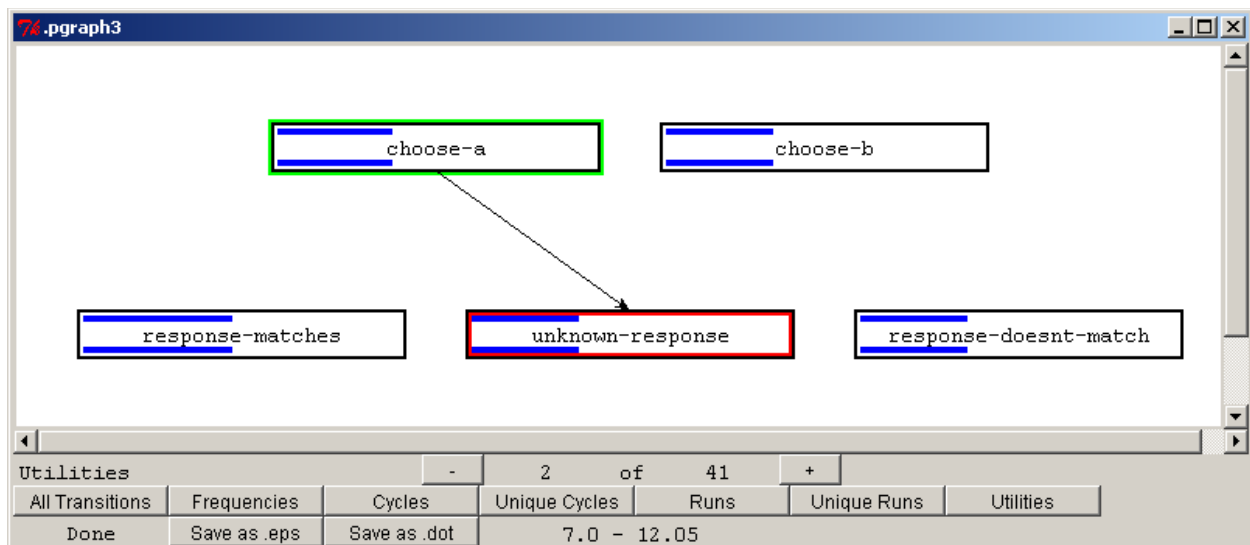 .pgraph3
choose-a choose-b
response-matches unknown-response response-doesnt-match
Utilities - 2 of 41 +
All Transitions Frequencies Cycles Unique Cycles Runs Unique Runs Utilities
Done Save as .eps Save as .dot 7.0 - 12.05